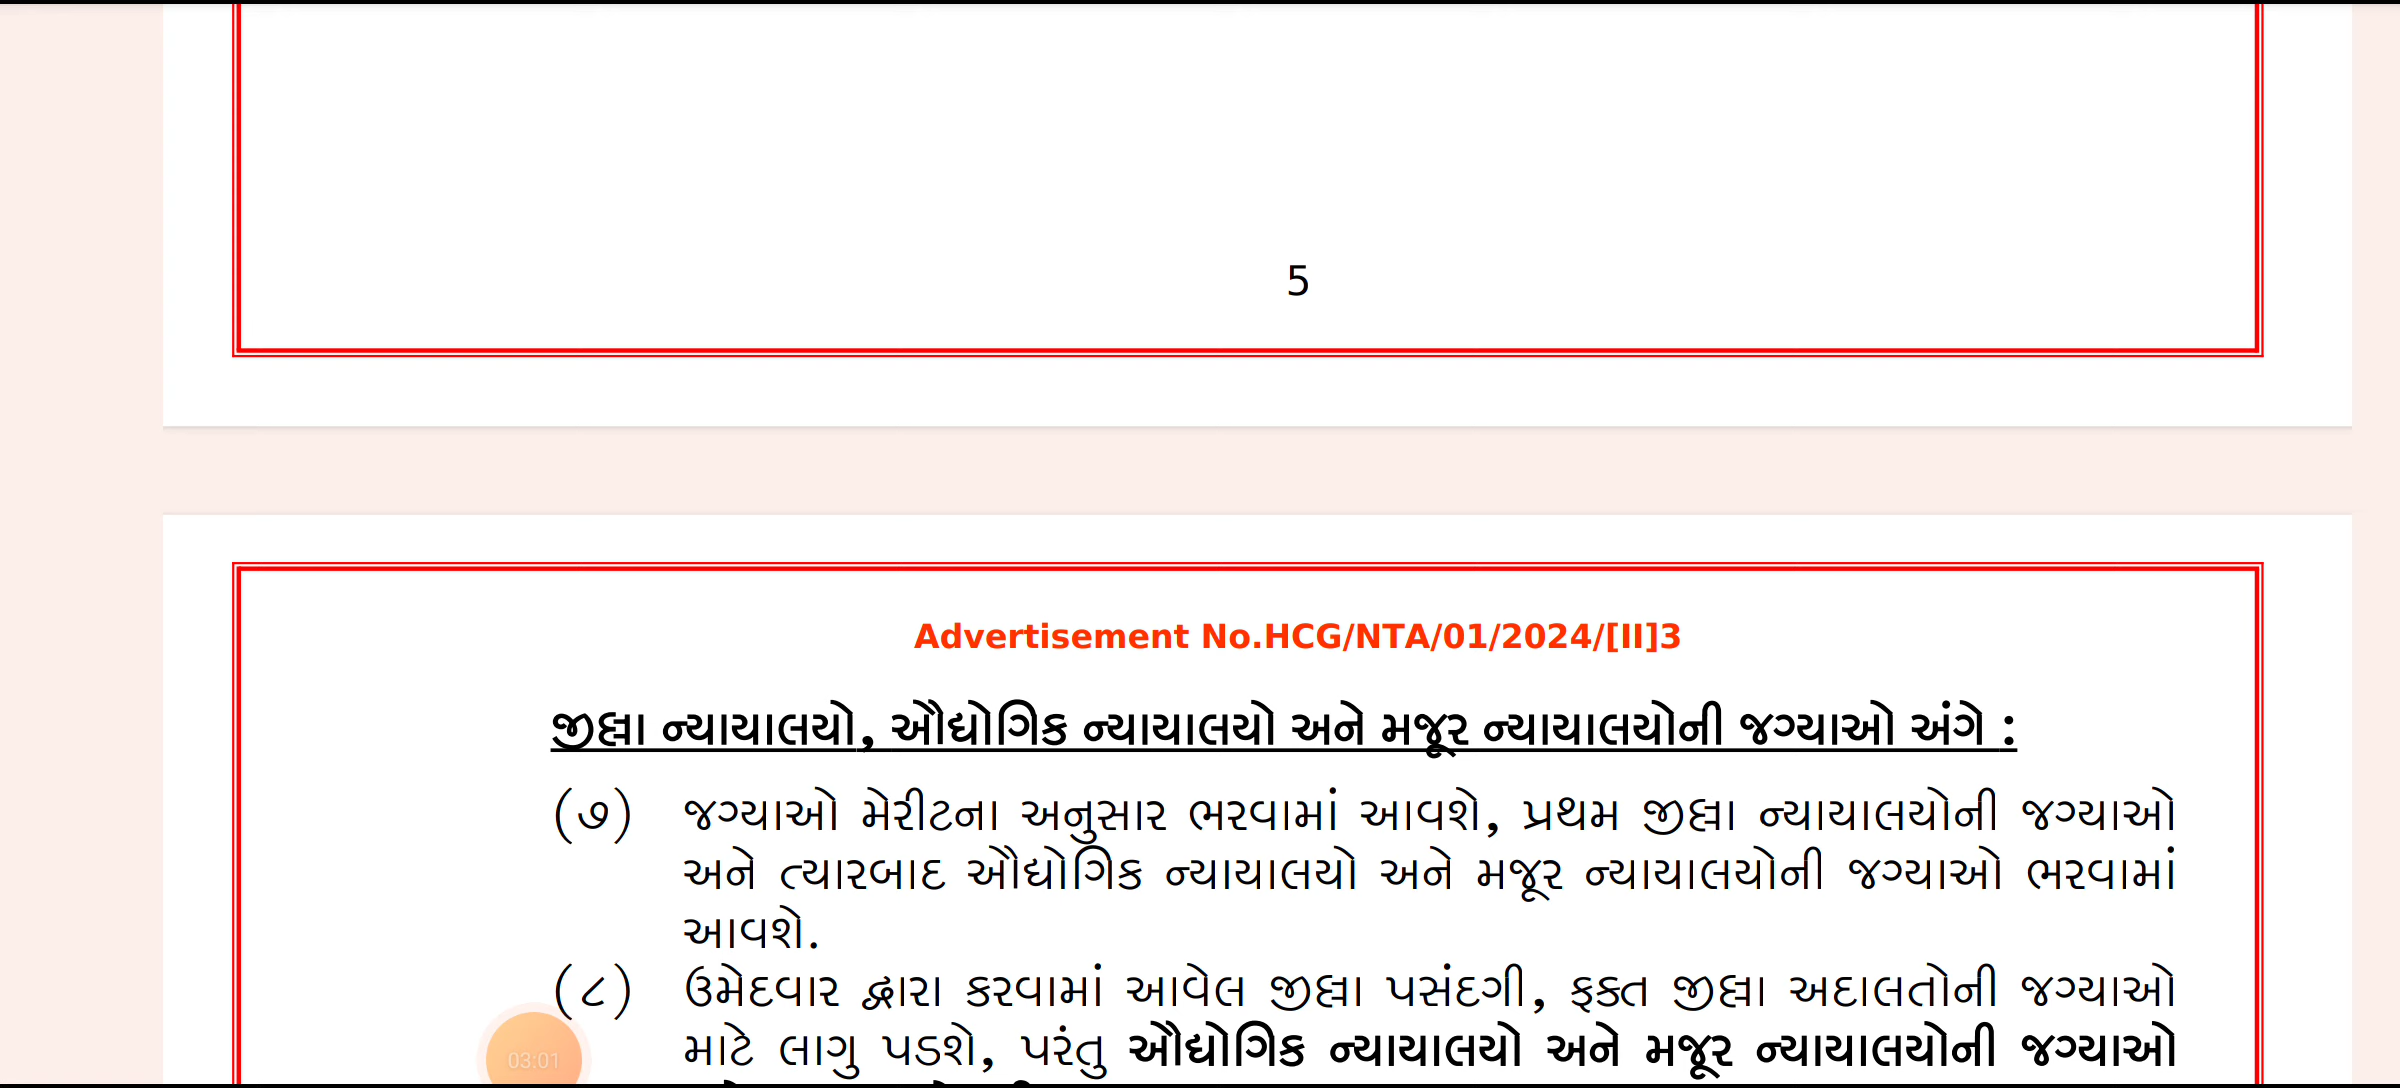 5
Advertisement No.HCG/NTA/01/2024/[II]3
જીલ્લા ન્યાયાલયો, ઔદ્યોગિક ન્યાયાલયો અને મજૂર ન્યાયાલયોની જગ્યાઓ અંગે :
(૭) જગ્યાઓ મેરીટના અનુસાર ભરવામાં આવશે, પ્રથમ જીલ્લા ન્યાયાલયોની જગ્યાઓ
અને ત્યારબાદ ઔદ્યોગિક ન્યાયાલયો અને મજૂર ન્યાયાલયોની જગ્યાઓ ભરવામાં
આવશે.
(૮) ઉમેદવાર દ્વારા કરવામાં આવેલ જીલ્લા પસંદગી, ફક્ત જીલ્લા અદાલતોની જગ્યાઓ
માટે લાગુ પડશે, પરંતુ ઔદ્યોગિક ન્યાયાલયો અને મજૂર ન્યાયાલયોની જગ્યાઓ
03:01